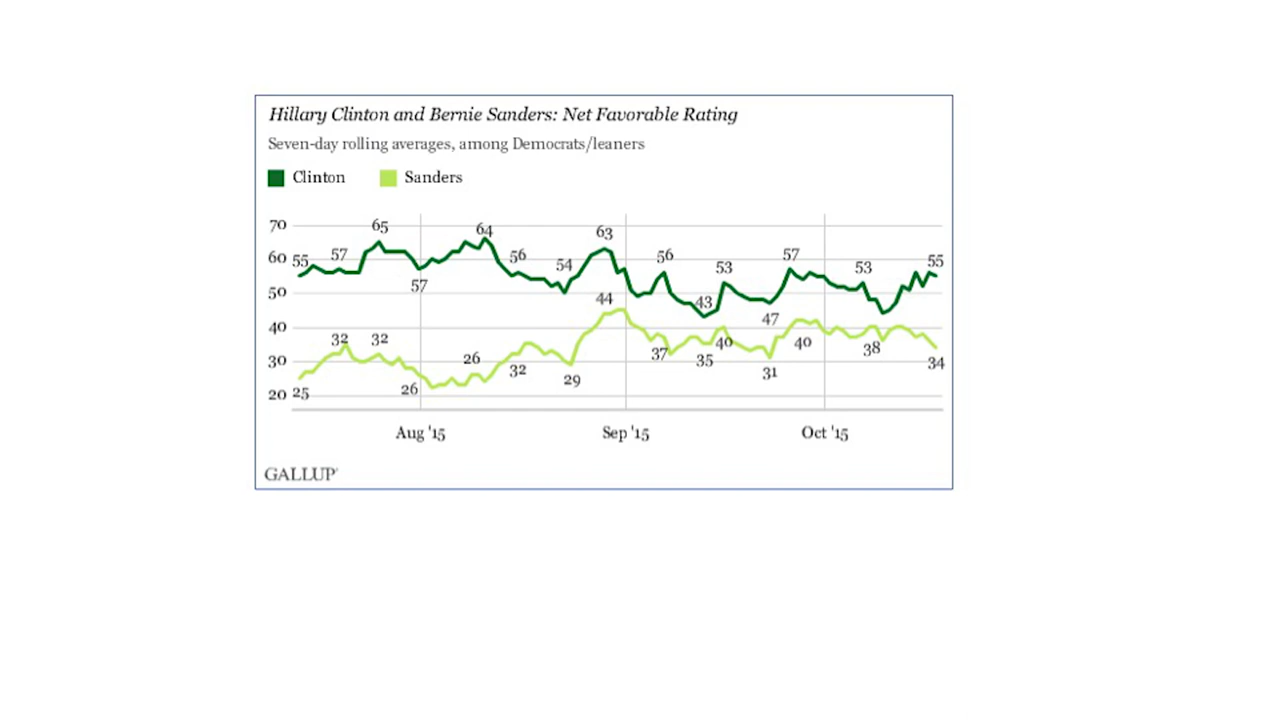 Hillary Clinton and Bernie Sanders: Net Favorable Rating
Seven-day rolling averages, among Democrats/leaners
Clinton Sanders
70
60
50
40
30
20
55 57 65 57 64 56 54 63 56 43 53 47 57 53 55
25 32 32 26 26 32 29 44 37 35 40 31 40 38 34
Aug '15 Sep '15 Oct '15
GALLUP